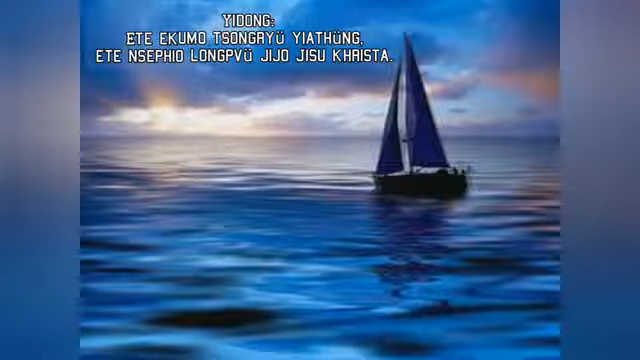 YIDONG:
ETE EKUMO TSONGRYÜ YIATHÜNG,
ETE NSEPHIO LONGPVÜ JIJO JISU KHRISTA.